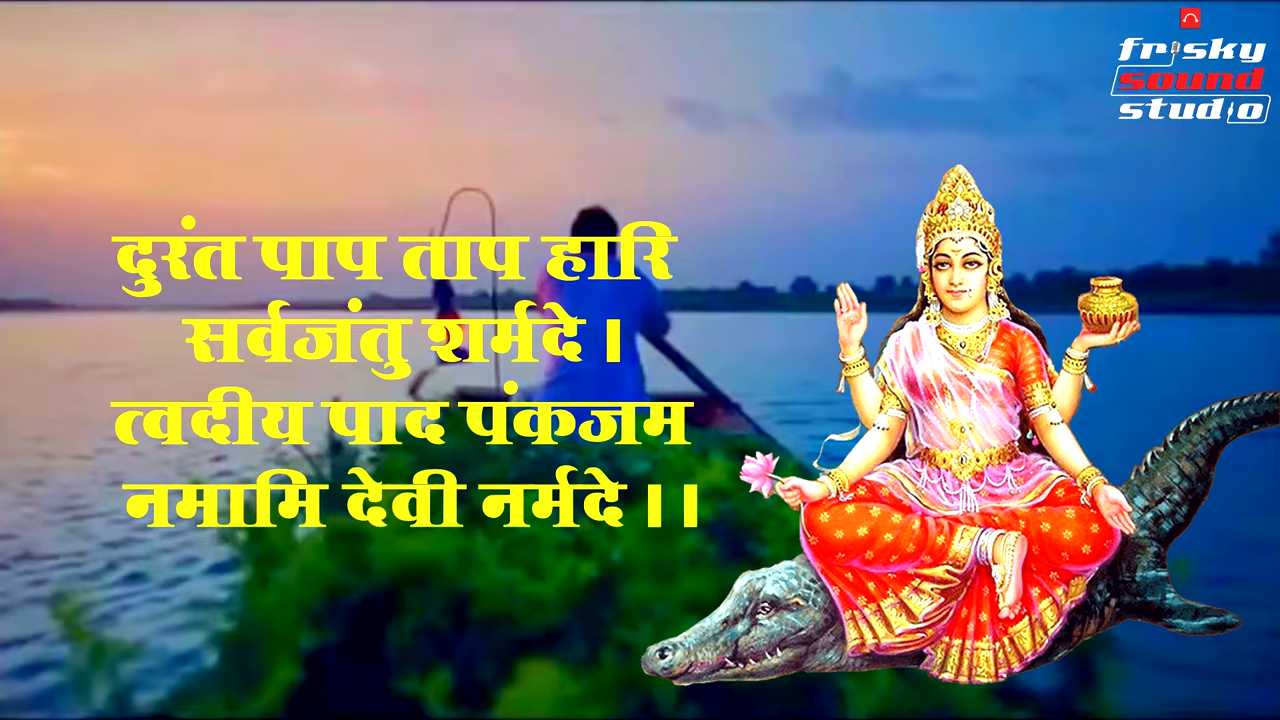 frisky
sound
studio
दुरंत पाप ताप हारि
सर्वजंतु शर्मदे ।
त्वदीय पाद पंकजम
नमामि देवी नर्मदे ।।